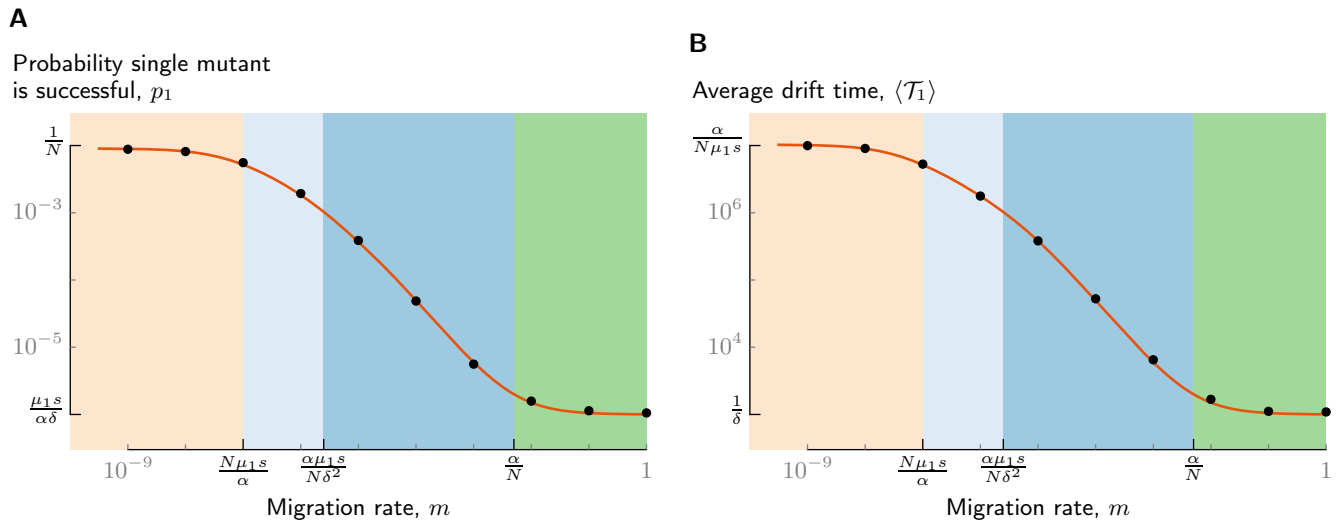 A
Probability single mutant
is successful, p₁
1/N
10⁻³
10⁻⁵
μ₁s/αδ
10⁻⁹
Nμ₁s/α
αμ₁s/Nδ²
α/N
1
Migration rate, m
B
Average drift time, ⟨𝒯₁⟩
α/Nμ₁s
10⁶
10⁴
1/δ
10⁻⁹
Nμ₁s/α
αμ₁s/Nδ²
α/N
1
Migration rate, m